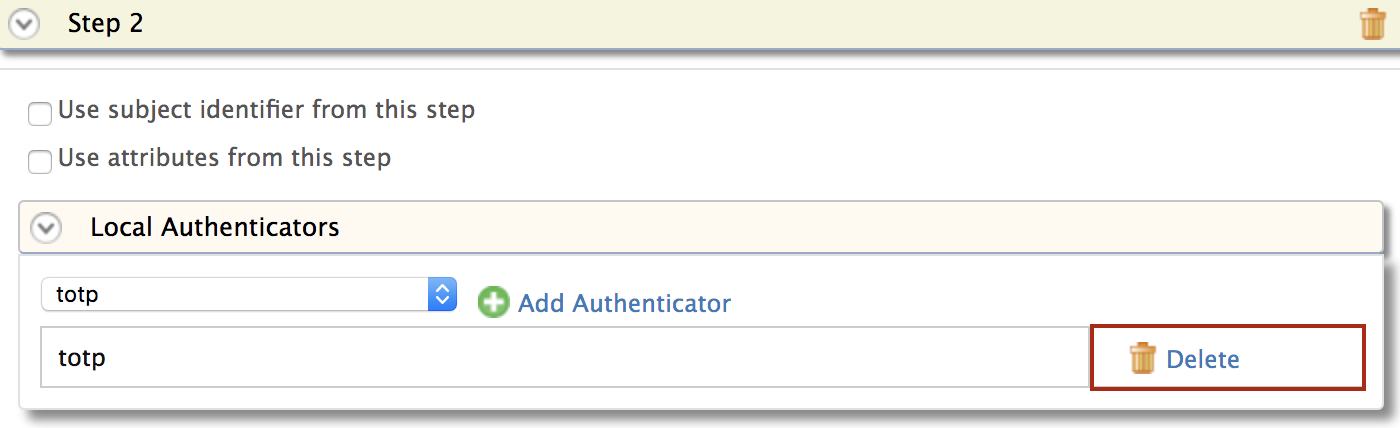 Step 2
Use subject identifier from this step
Use attributes from this step
Local Authenticators
totp
Add Authenticator
totp
Delete